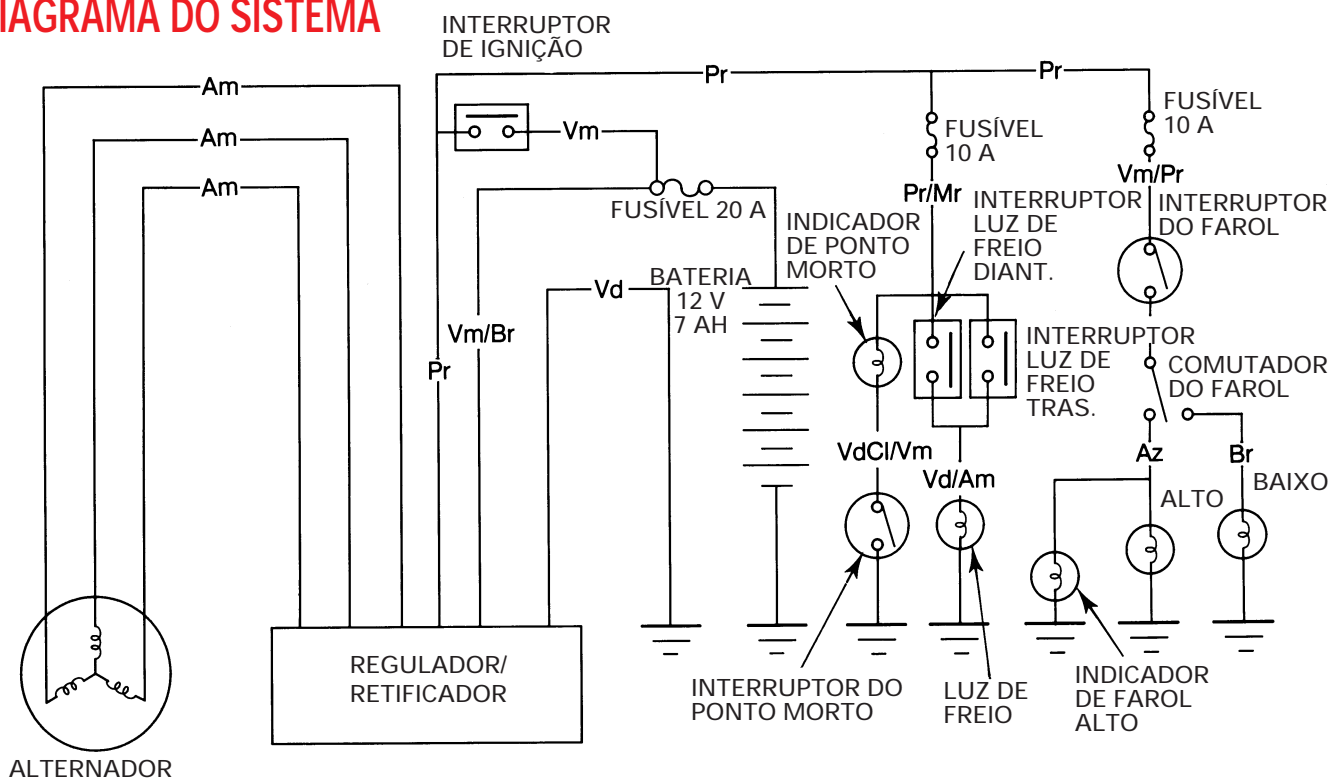 IAGRAMA DO SISTEMA
INTERRUPTOR
DE IGNIÇÃO
Am
Am
Am
Pr
Pr
Vm
FUSÍVEL 20 A
FUSÍVEL
10 A
FUSÍVEL
10 A
Pr/Mr
Vm/Pr
INTERRUPTOR
LUZ DE
FREIO
DIANT.
INTERRUPTOR
DO FAROL
INDICADOR
DE PONTO
MORTO
BATERIA
12 V
7 AH
Vd
Vm/Br
Pr
INTERRUPTOR
LUZ DE
FREIO
TRAS.
COMUTADOR
DO FAROL
VdCl/Vm
Vd/Am
Az
Br
ALTO
BAIXO
REGULADOR/
RETIFICADOR
INTERRUPTOR DO
PONTO MORTO
LUZ DE
FREIO
INDICADOR
DE FAROL
ALTO
ALTERNADOR